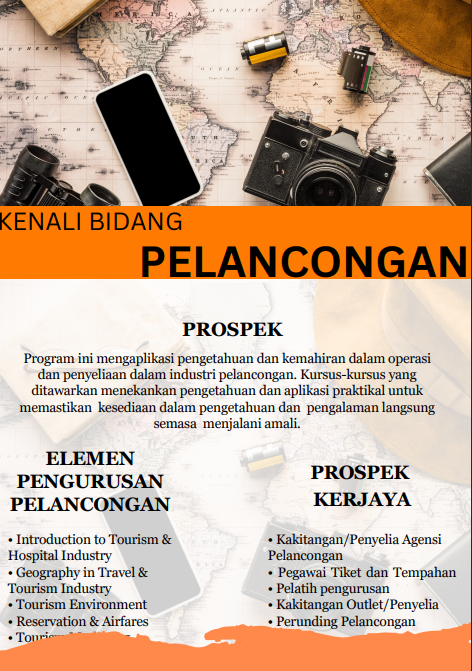 KENALI BIDANG
PELANCONGAN
PROSPEK
Program ini mengaplikasi pengetahuan dan kemahiran dalam operasi
dan penyeliaan dalam industri pelancongan. Kursus-kursus yang
ditawarkan menekankan pengetahuan dan aplikasi praktikal untuk
memastikan kesediaan dalam pengetahuan dan pengalaman langsung
semasa menjalani amali.
ELEMEN
PENGURUSAN
PELANCONGAN
• Introduction to Tourism &
Hospital Industry
• Geography in Travel &
Tourism Industry
• Tourism Environment
• Reservation & Airfares
PROSPEK
KERJAYA
• Kakitangan/Penyelia Agensi
Pelancongan
• Pegawai Tiket dan Tempahan
• Pelatih pengurusan
• Kakitangan Outlet/Penyelia
• Perunding Pelancongan